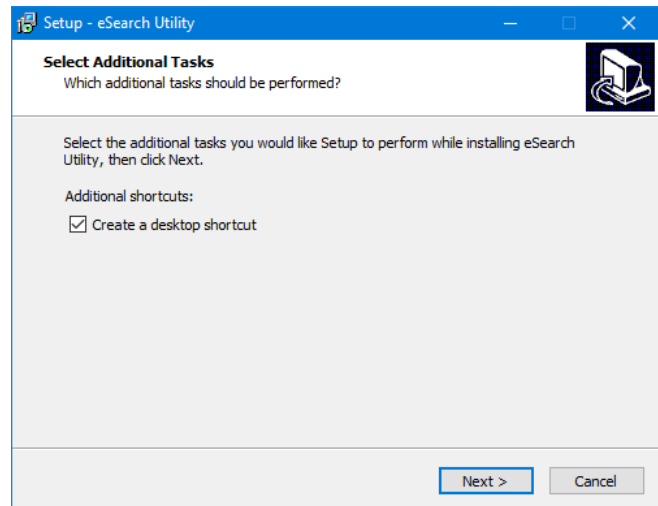 Setup - eSearch Utility
Select Additional Tasks
Which additional tasks should be performed?
Select the additional tasks you would like Setup to perform while installing eSearch
Utility, then click Next.
Additional shortcuts:
Create a desktop shortcut
Next >
Cancel